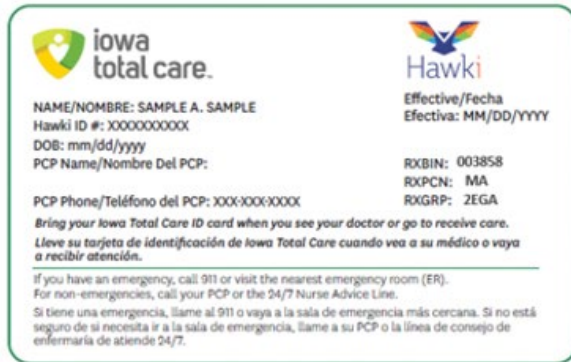 iowa
total care™
Hawki
NAME/NOMBRE: SAMPLE A. SAMPLE
Hawki ID #: XXXXXXXXXX
DOB: mm/dd/yyyy
PCP Name/Nombre Del PCP:
PCP Phone/Teléfono del PCP: XXX-XXX-XXXX
Effective/Fecha
Efectiva: MM/DD/YYYY
RXBIN: 003858
RXPCN: MA
RXGRP: 2EGA
Bring your Iowa Total Care ID card when you see your doctor or go to receive care.
Lleve su tarjeta de identificación de Iowa Total Care cuando vea a su médico o vaya
a recibir atención.
If you have an emergency, call 911 or visit the nearest emergency room (ER).
For non-emergencies, call your PCP or the 24/7 Nurse Advice Line.
Si tiene una emergencia, llame al 911 o vaya a la sala de emergencia más cercana. Si no está
seguro de si necesita ir a la sala de emergencia, llame a su PCP o la línea de consejo de
enfermaría de atiende 24/7.